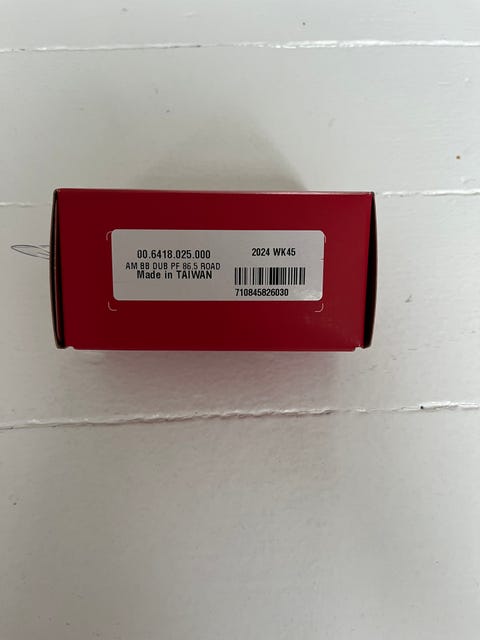 00.6418.025.000
2024 WK45
AM BB DUB PF 86.5 ROAD
Made in TAIWAN
710845826030